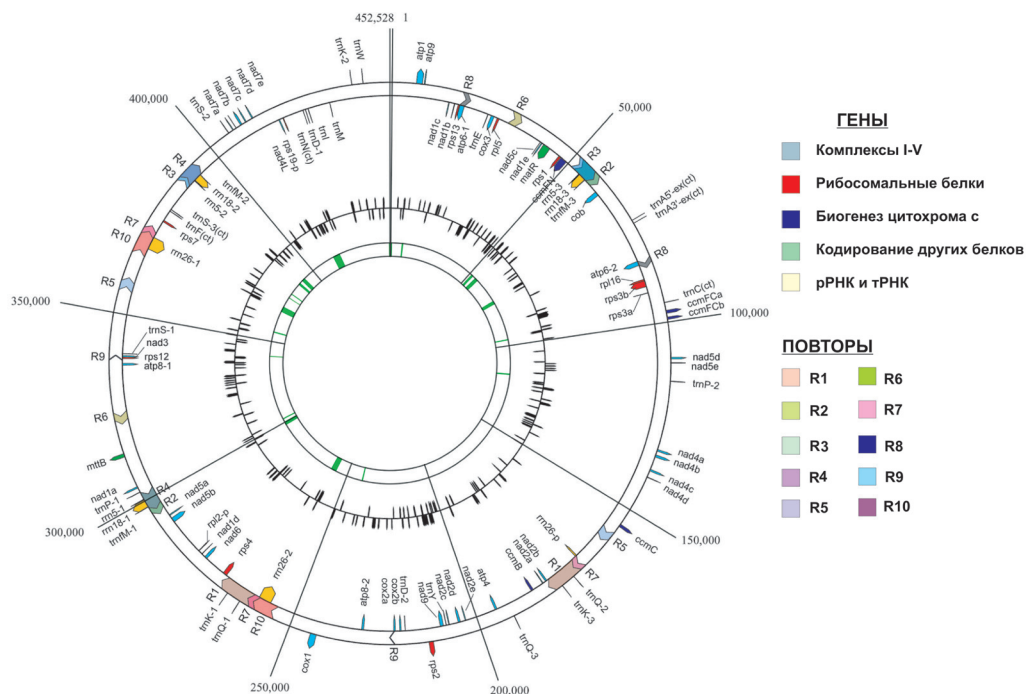 452,528
1
trnK-2
trnW
atp1
atp9
R8
R6
50,000
R3
R2
trnA5'-ex(ct)
trnA3'-ex(ct)
R8
trnC(ct)
ccmFCa
ccmFCb
100,000
nad5d
nad5e
trnP-2
nad4a
nad4b
nad4c
nad4d
150,000
ccmC
R5
R7
R1
rrn26-p
trnQ-2
trnK-3
nad2b
nad2a
ccmB
trnQ-3
200,000
atp4
nad2e
nad2d
nad2c
trnY
nad9
rps2
R9
trnD-2
cox2b
cox2a
atp8-2
cox1
250,000
rrn26-2
R10
R7
R1
trnQ-1
trnK-1
rps4
nad6
nad1d
rpl2-p
nad5b
nad5a
R2
R4
300,000
trnfM-1
rrn18-1
rrn5-1
trnP-1
nad1a
mttB
R6
atp8-1
rps12
nad3
trnS-1
R9
350,000
R5
R10
R7
rrn26-1
rps7
trnF(ct)
trnS-3(ct)
R3
R4
rrn5-2
rrn18-2
trnfM-2
400,000
trnS-2
nad7a
nad7b
nad7c
nad7d
nad7e
nad4L
rps19-p
trnN(ct)
trnD-1
trnI
trnM
nad1c
nad1b
rps13
atp6-1
trnE
cox3
rpl5
nad5c
nad1e
matR
rps1
ccmFN
rrn5-3
rrn18-3
trnfM-3
cob
atp6-2
rpl16
rps3b
rps3a
ГЕНЫ
Комплексы I-V
Рибосомальные белки
Биогенез цитохрома с
Кодирование других белков
рРНК и тРНК
ПОВТОРЫ
R1
R6
R2
R7
R3
R8
R4
R9
R5
R10